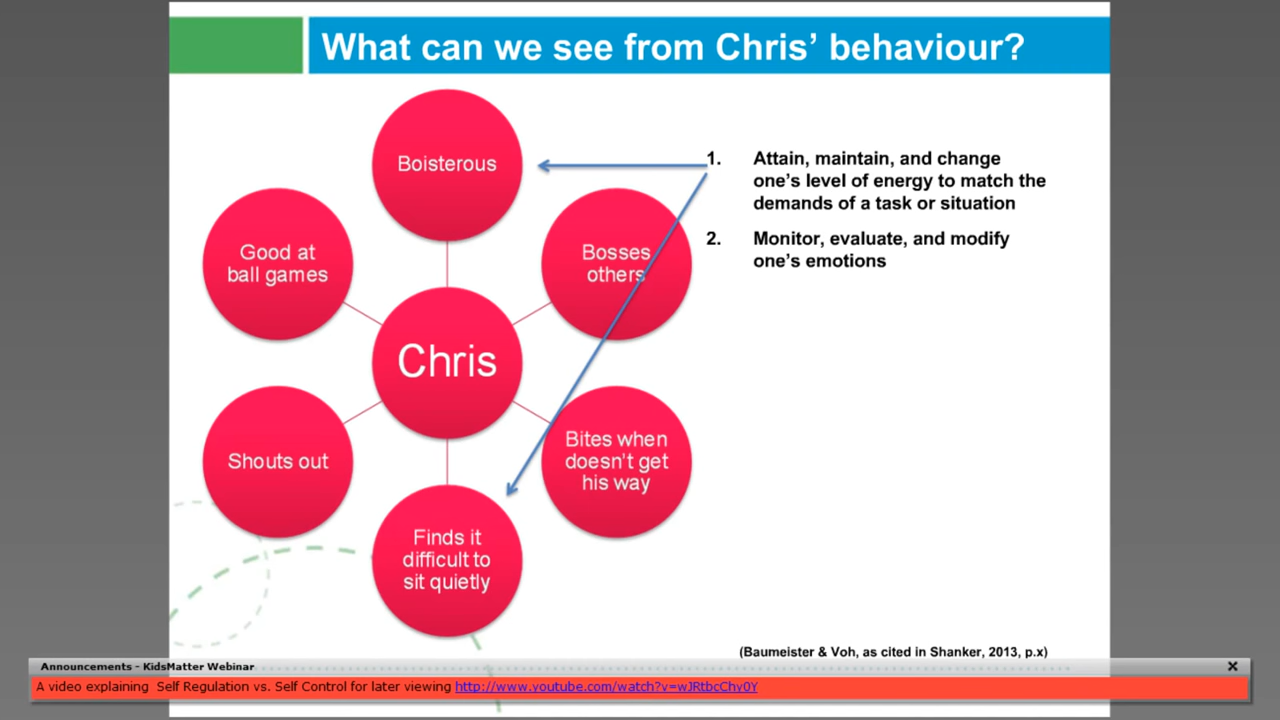 What can we see from Chris' behaviour?
Boisterous
Good at
ball games
Bosses
others
Chris
Shouts out
Bites when
doesn't get
his way
Finds it
difficult to
sit quietly
1. Attain, maintain, and change
one's level of energy to match the
demands of a task or situation
2. Monitor, evaluate, and modify
one's emotions
(Baumeister & Voh, as cited in Shanker, 2013, p.x)
Announcements - KidsMatter Webinar
A video explaining Self Regulation vs. Self Control for later viewing http://www.youtube.com/watch?v=wJRtbcChv0Y